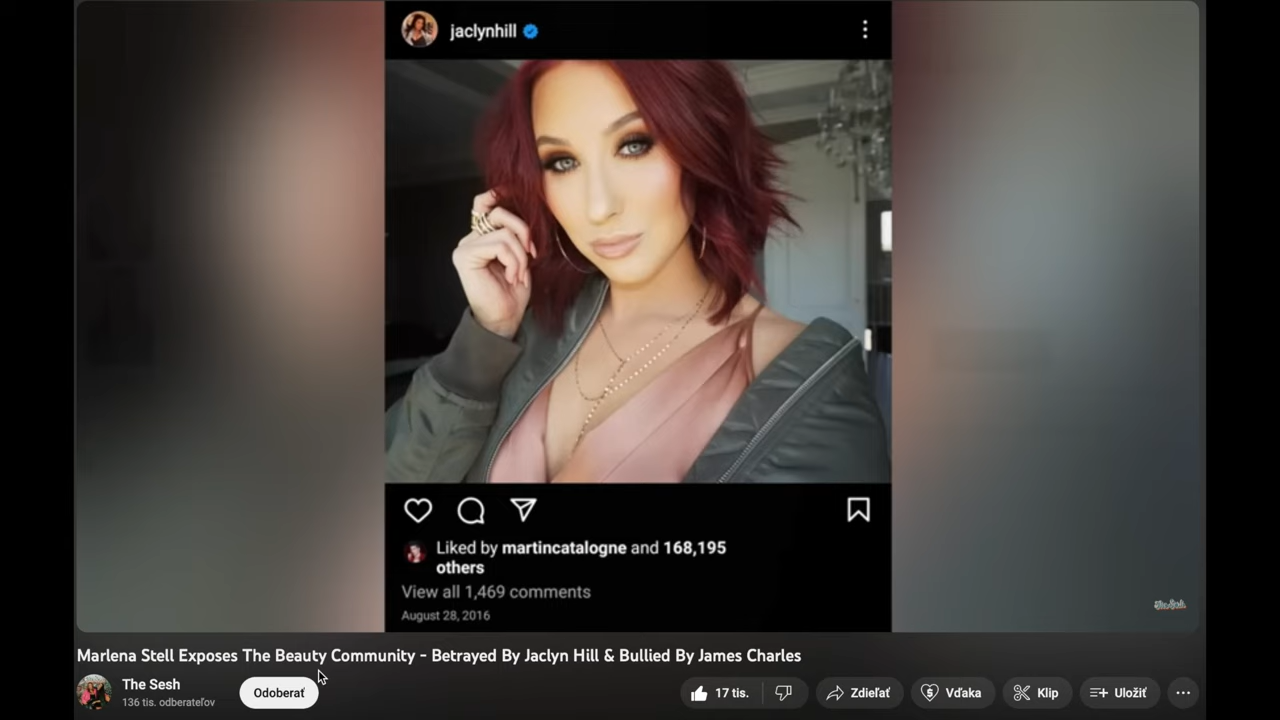 jaclynhill
Liked by martincatalogne and 168,195
others
View all 1,469 comments
August 28, 2016
The Sesh
Marlena Stell Exposes The Beauty Community - Betrayed By Jaclyn Hill & Bullied By James Charles
The Sesh
136 tis. odberateľov
Odoberať
17 tis.
Zdieľať
Vďaka
Klip
Uložiť